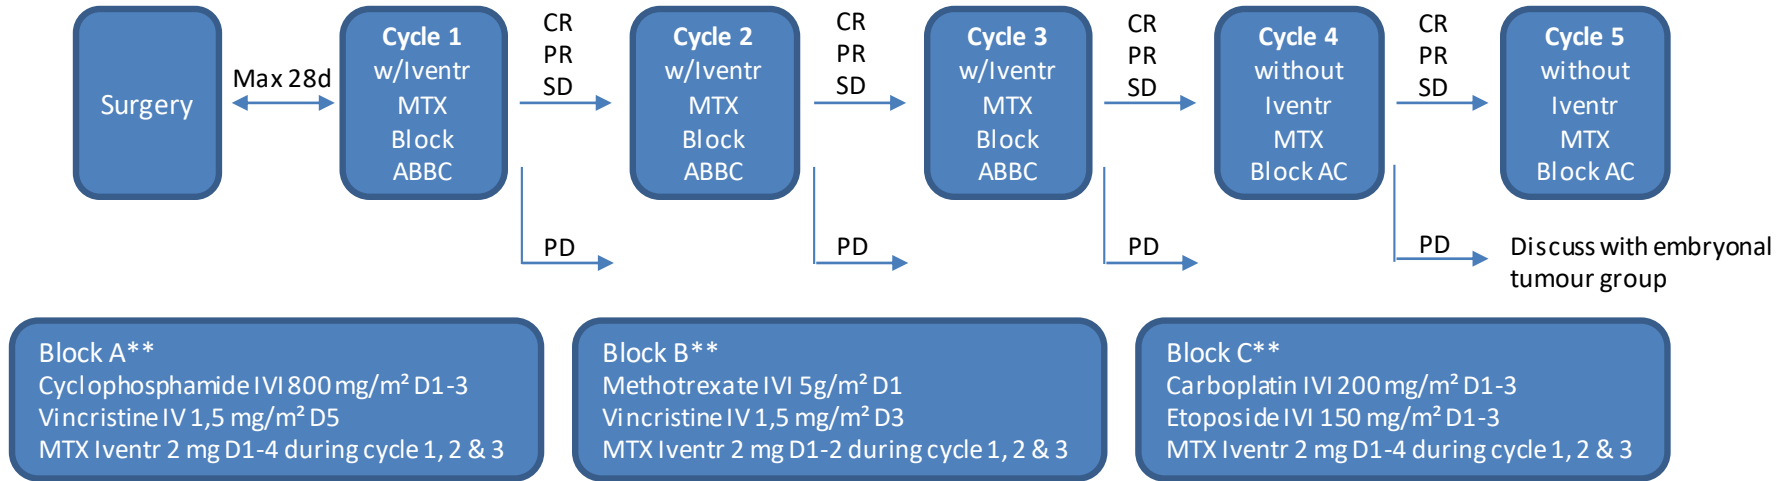 Surgery
Max 28d
Cycle 1
w/Iventr
MTX
Block
ABBC
CR
PR
SD
PD
Cycle 2
w/Iventr
MTX
Block
ABBC
CR
PR
SD
PD
Cycle 3
w/Iventr
MTX
Block
ABBC
CR
PR
SD
PD
Cycle 4
without
Iventr
MTX
Block AC
CR
PR
SD
PD
Cycle 5
without
Iventr
MTX
Block AC
Discuss with embryonal
tumour group
Block A**
Cyclophosphamide IVI 800 mg/m² D1-3
Vincristine IV 1,5 mg/m² D5
MTX Iventr 2 mg D1-4 during cycle 1, 2 & 3
Block B**
Methotrexate IVI 5g/m² D1
Vincristine IV 1,5 mg/m² D3
MTX Iventr 2 mg D1-2 during cycle 1, 2 & 3
Block C**
Carboplatin IVI 200 mg/m² D1-3
Etoposide IVI 150 mg/m² D1-3
MTX Iventr 2 mg D1-4 during cycle 1, 2 & 3